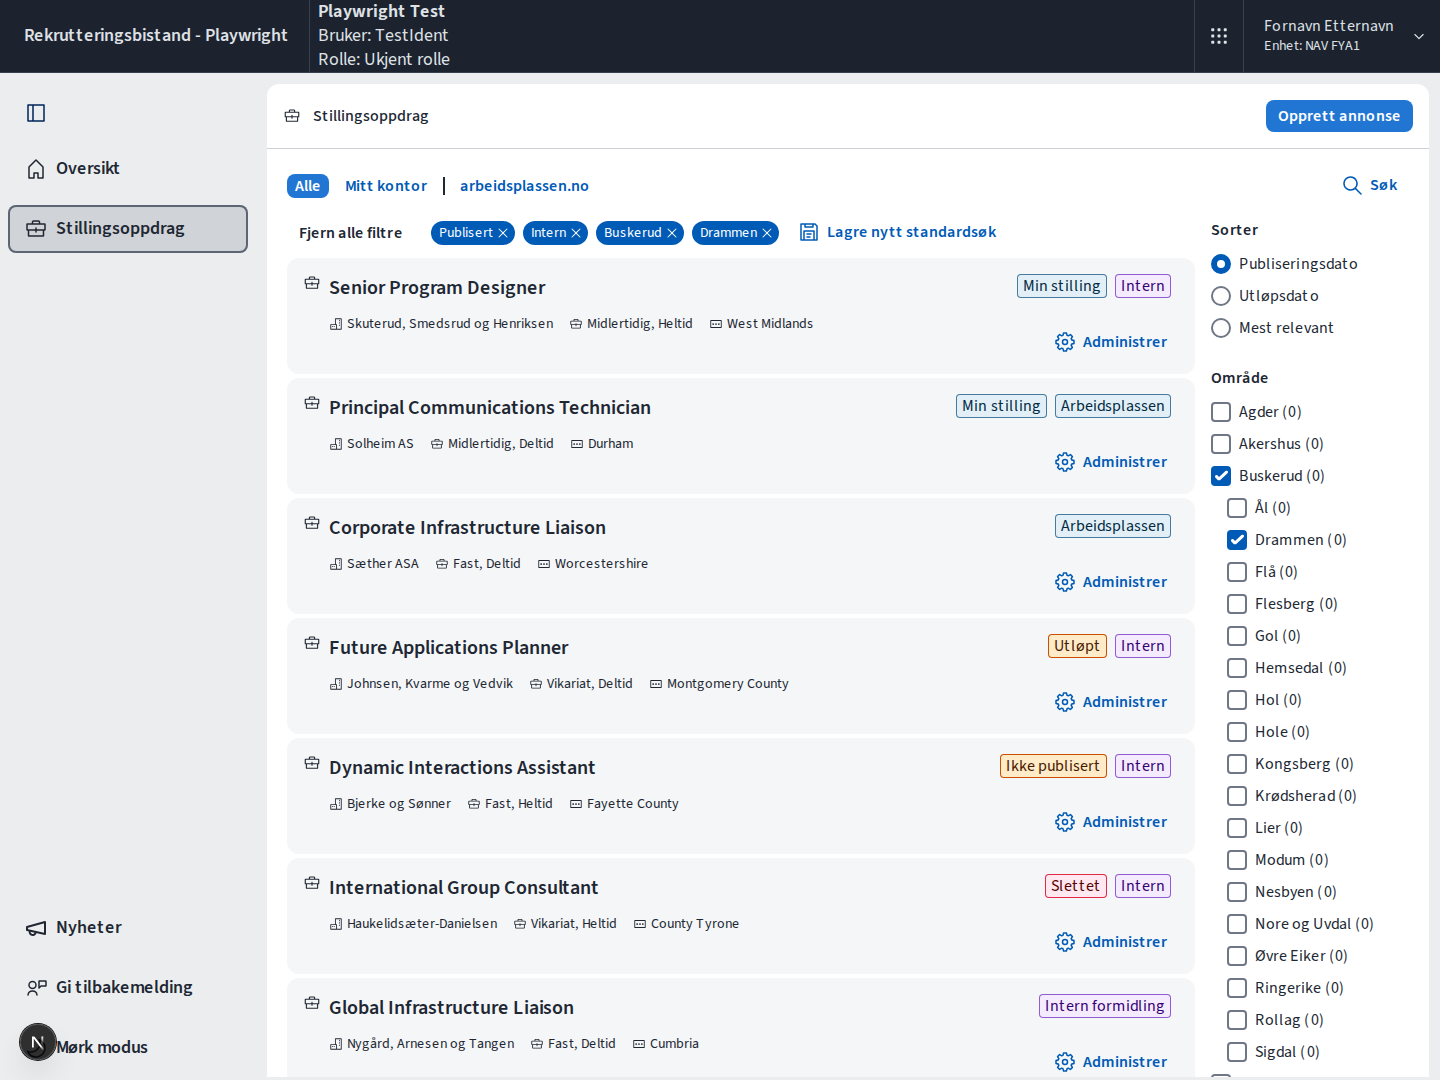 Rekrutteringsbistand - Playwright
Playwright Test
Bruker: TestIdent
Rolle: Ukjent rolle
Fornavn Etternavn
Enhet: NAV FYA1
Oversikt
Stillingsoppdrag
Nyheter
Gi tilbakemelding
N
Mørk modus
Stillingsoppdrag
Opprett annonse
Alle
Mitt kontor
arbeidsplassen.no
Søk
Fjern alle filtre
Publisert
Intern
Buskerud
Drammen
Lagre nytt standardsøk
Senior Program Designer
Min stilling
Intern
Skuterud, Smedsrud og Henriksen
Midlertidig, Heltid
West Midlands
Administrer
Principal Communications Technician
Min stilling
Arbeidsplassen
Solheim AS
Midlertidig, Deltid
Durham
Administrer
Corporate Infrastructure Liaison
Arbeidsplassen
Sæther ASA
Fast, Deltid
Worcestershire
Administrer
Future Applications Planner
Utløpt
Intern
Johnsen, Kvarme og Vedvik
Vikariat, Deltid
Montgomery County
Administrer
Dynamic Interactions Assistant
Ikke publisert
Intern
Bjerke og Sønner
Fast, Heltid
Fayette County
Administrer
International Group Consultant
Slettet
Intern
Haukelidsæter-Danielsen
Vikariat, Heltid
County Tyrone
Administrer
Global Infrastructure Liaison
Intern formidling
Nygård, Arnesen og Tangen
Fast, Deltid
Cumbria
Administrer
Sorter
Publiseringsdato
Utløpsdato
Mest relevant
Område
Agder (0)
Akershus (0)
Buskerud (0)
Ål (0)
Drammen (0)
Flå (0)
Flesberg (0)
Gol (0)
Hemsedal (0)
Hol (0)
Hole (0)
Kongsberg (0)
Krødsherad (0)
Lier (0)
Modum (0)
Nesbyen (0)
Nore og Uvdal (0)
Øvre Eiker (0)
Ringerike (0)
Rollag (0)
Sigdal (0)